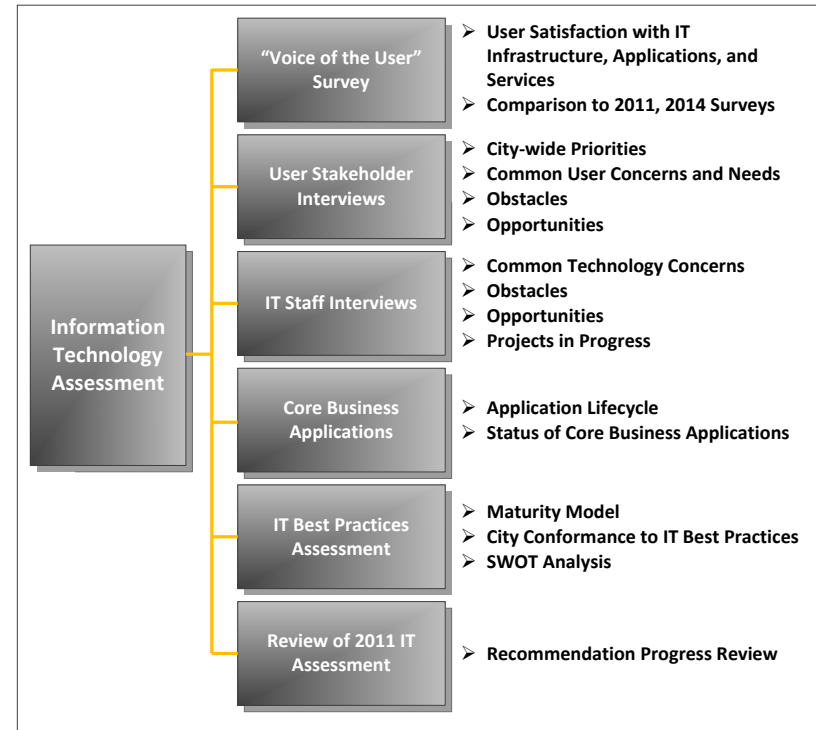 Information
Technology
Assessment
“Voice of the User”
Survey
➢ User Satisfaction with IT
Infrastructure, Applications, and
Services
➢ Comparison to 2011, 2014 Surveys
User Stakeholder
Interviews
➢ City-wide Priorities
➢ Common User Concerns and Needs
➢ Obstacles
➢ Opportunities
IT Staff Interviews
➢ Common Technology Concerns
➢ Obstacles
➢ Opportunities
➢ Projects in Progress
Core Business
Applications
➢ Application Lifecycle
➢ Status of Core Business Applications
IT Best Practices
Assessment
➢ Maturity Model
➢ City Conformance to IT Best Practices
➢ SWOT Analysis
Review of 2011 IT
Assessment
➢ Recommendation Progress Review